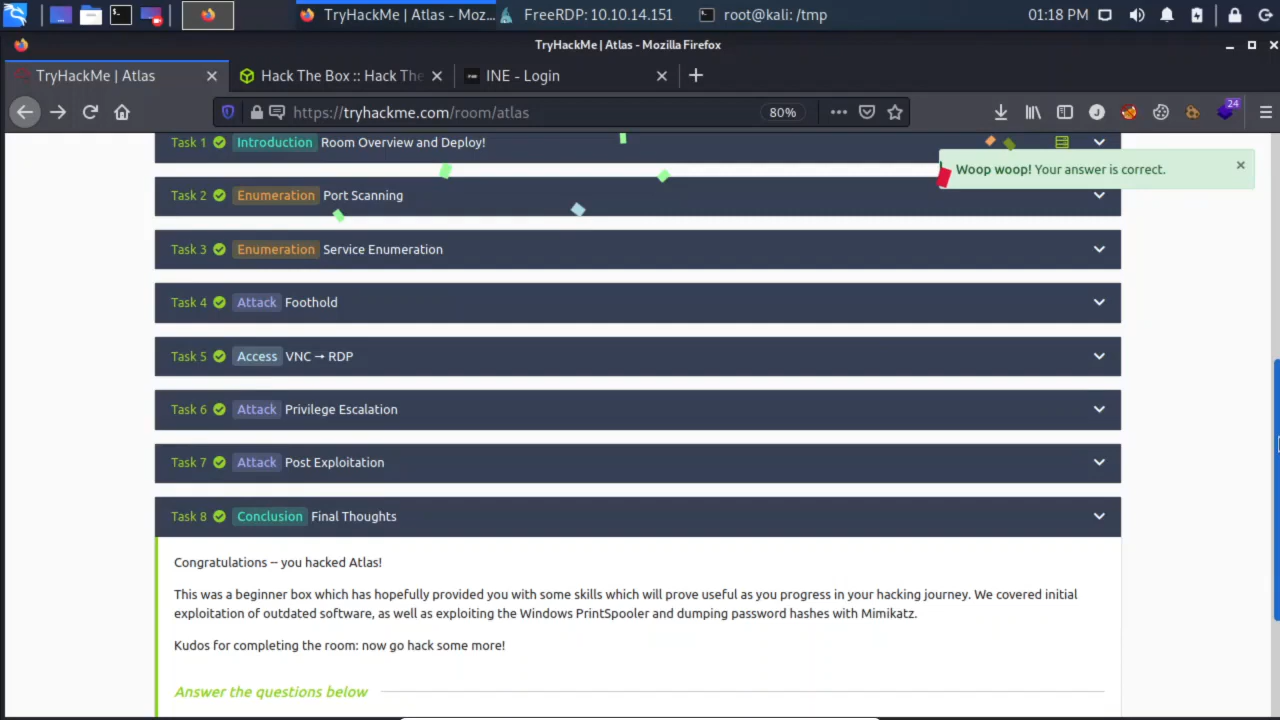 TryHackMe | Atlas - Moz...
FreeRDP: 10.10.14.151
root@kali: /tmp
01:18 PM
TryHackMe | Atlas - Mozilla Firefox
TryHackMe | Atlas
Hack The Box :: Hack The
INE - Login
https://tryhackme.com/room/atlas
80%
24
Task 1 Introduction Room Overview and Deploy!
Woop woop! Your answer is correct.
Task 2 Enumeration Port Scanning
Task 3 Enumeration Service Enumeration
Task 4 Attack Foothold
Task 5 Access VNC → RDP
Task 6 Attack Privilege Escalation
Task 7 Attack Post Exploitation
Task 8 Conclusion Final Thoughts
Congratulations -- you hacked Atlas!
This was a beginner box which has hopefully provided you with some skills which will prove useful as you progress in your hacking journey. We covered initial
exploitation of outdated software, as well as exploiting the Windows PrintSpooler and dumping password hashes with Mimikatz.
Kudos for completing the room: now go hack some more!
Answer the questions below